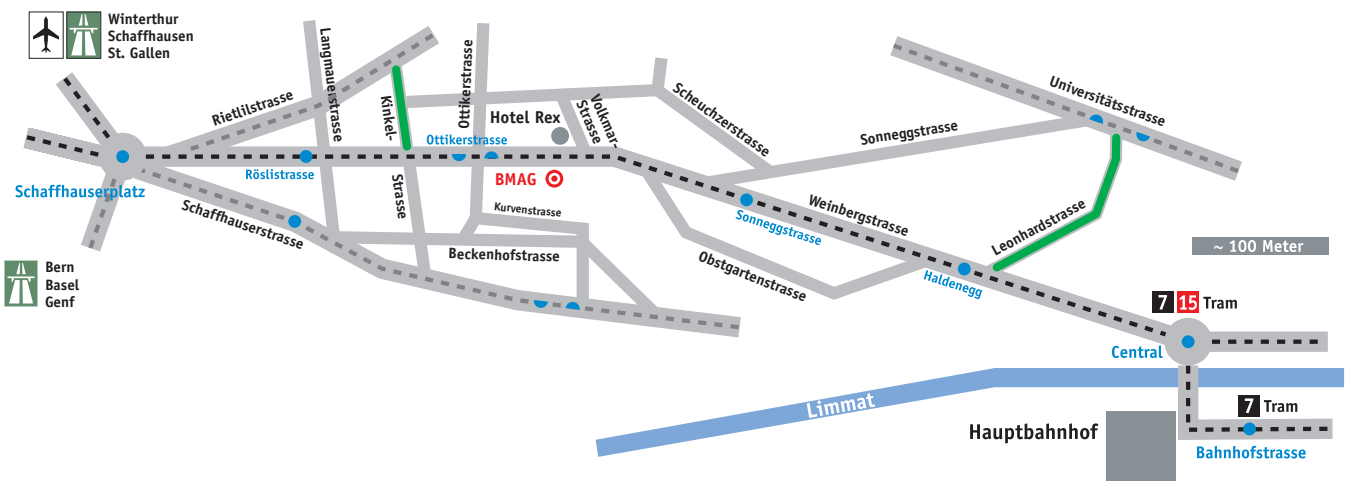 Winterthur
Schaffhausen
St. Gallen
Langmauerstrasse
Rietlistrasse
Kinkel-
Strasse
Ottikerstrasse
Hotel Rex
Volkmar-
Strasse
Scheuchzerstrasse
Sonneggstrasse
Universitätsstrasse
Ottikerstrasse
Röslistrasse
Schaffhauserplatz
BMAG
Kurvenstrasse
Schaffhauserstrasse
Beckenhofstrasse
Sonneggstrasse
Weinbergstrasse
Leonhardstrasse
Obstgartenstrasse
Haldenegg
~ 100 Meter
Bern
Basel
Genf
7 15 Tram
Central
Limmat
7 Tram
Hauptbahnhof
Bahnhofstrasse